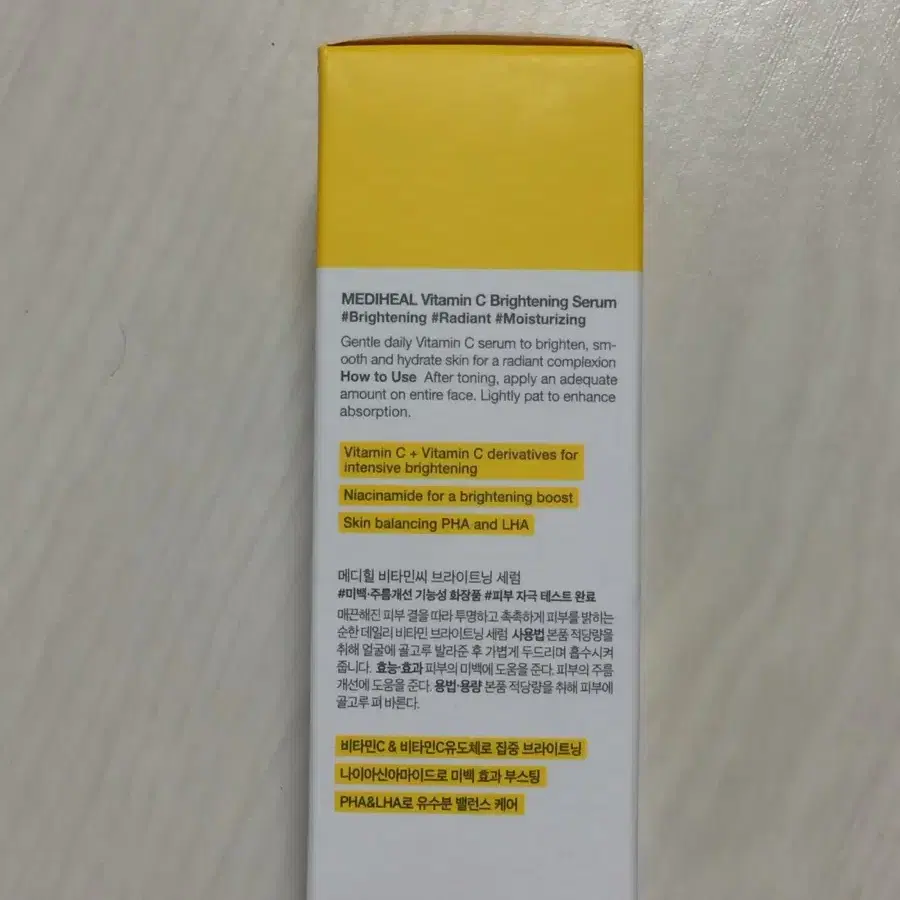 MEDIHEAL Vitamin C Brightening Serum
#Brightening #Radiant #Moisturizing
Gentle daily Vitamin C serum to brighten, sm-
ooth and hydrate skin for a radiant complexion
How to Use After toning, apply an adequate
amount on entire face. Lightly pat to enhance
absorption.
Vitamin C + Vitamin C derivatives for
intensive brightening
Niacinamide for a brightening boost
Skin balancing PHA and LHA
메디힐 비타민씨 브라이트닝 세럼
#미백·주름개선 기능성 화장품 #피부 자극 테스트 완료
매끈해진 피부 결을 따라 투명하고 촉촉하게 피부를 밝히는
순한 데일리 비타민 브라이트닝 세럼 사용법 본품 적당량을
취해 얼굴에 골고루 발라준 후 가볍게 두드리며 흡수시켜
줍니다. 효능·효과 피부의 미백에 도움을 준다. 피부의 주름
개선에 도움을 준다. 용법·용량 본품 적당량을 취해 피부에
골고루 펴 바른다.
비타민C & 비타민C유도체로 집중 브라이트닝
나이아신아마이드로 미백 효과 부스팅
PHA&LHA로 유수분 밸런스 케어